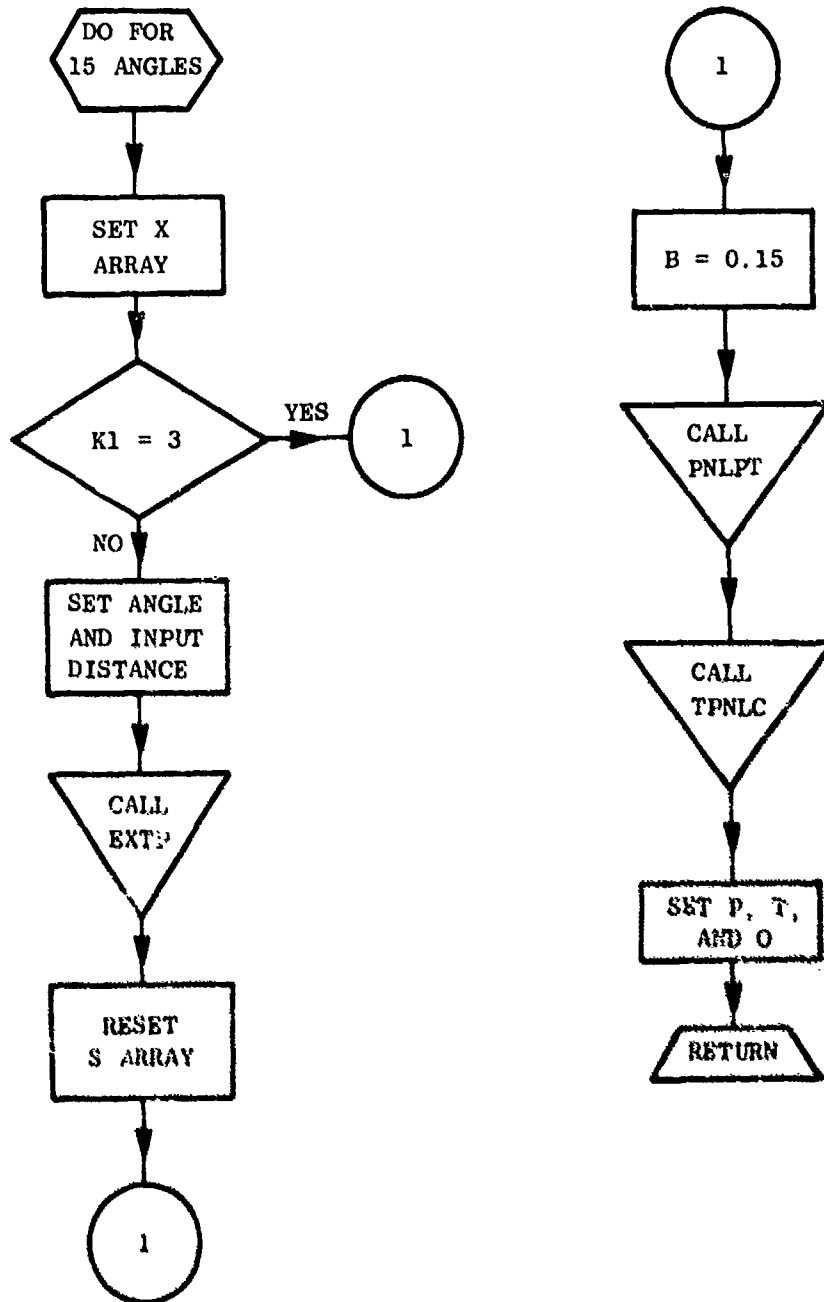 DO FOR
15 ANGLES
SET X
ARRAY
K1 = 3
YES
1
NO
SET ANGLE
AND INPUT
DISTANCE
CALL
EXTP
RESET
S ARRAY
1
1
B = 0.15
CALL
PNLPT
CALL
TPNLC
SET P, T,
AND O
RETURN